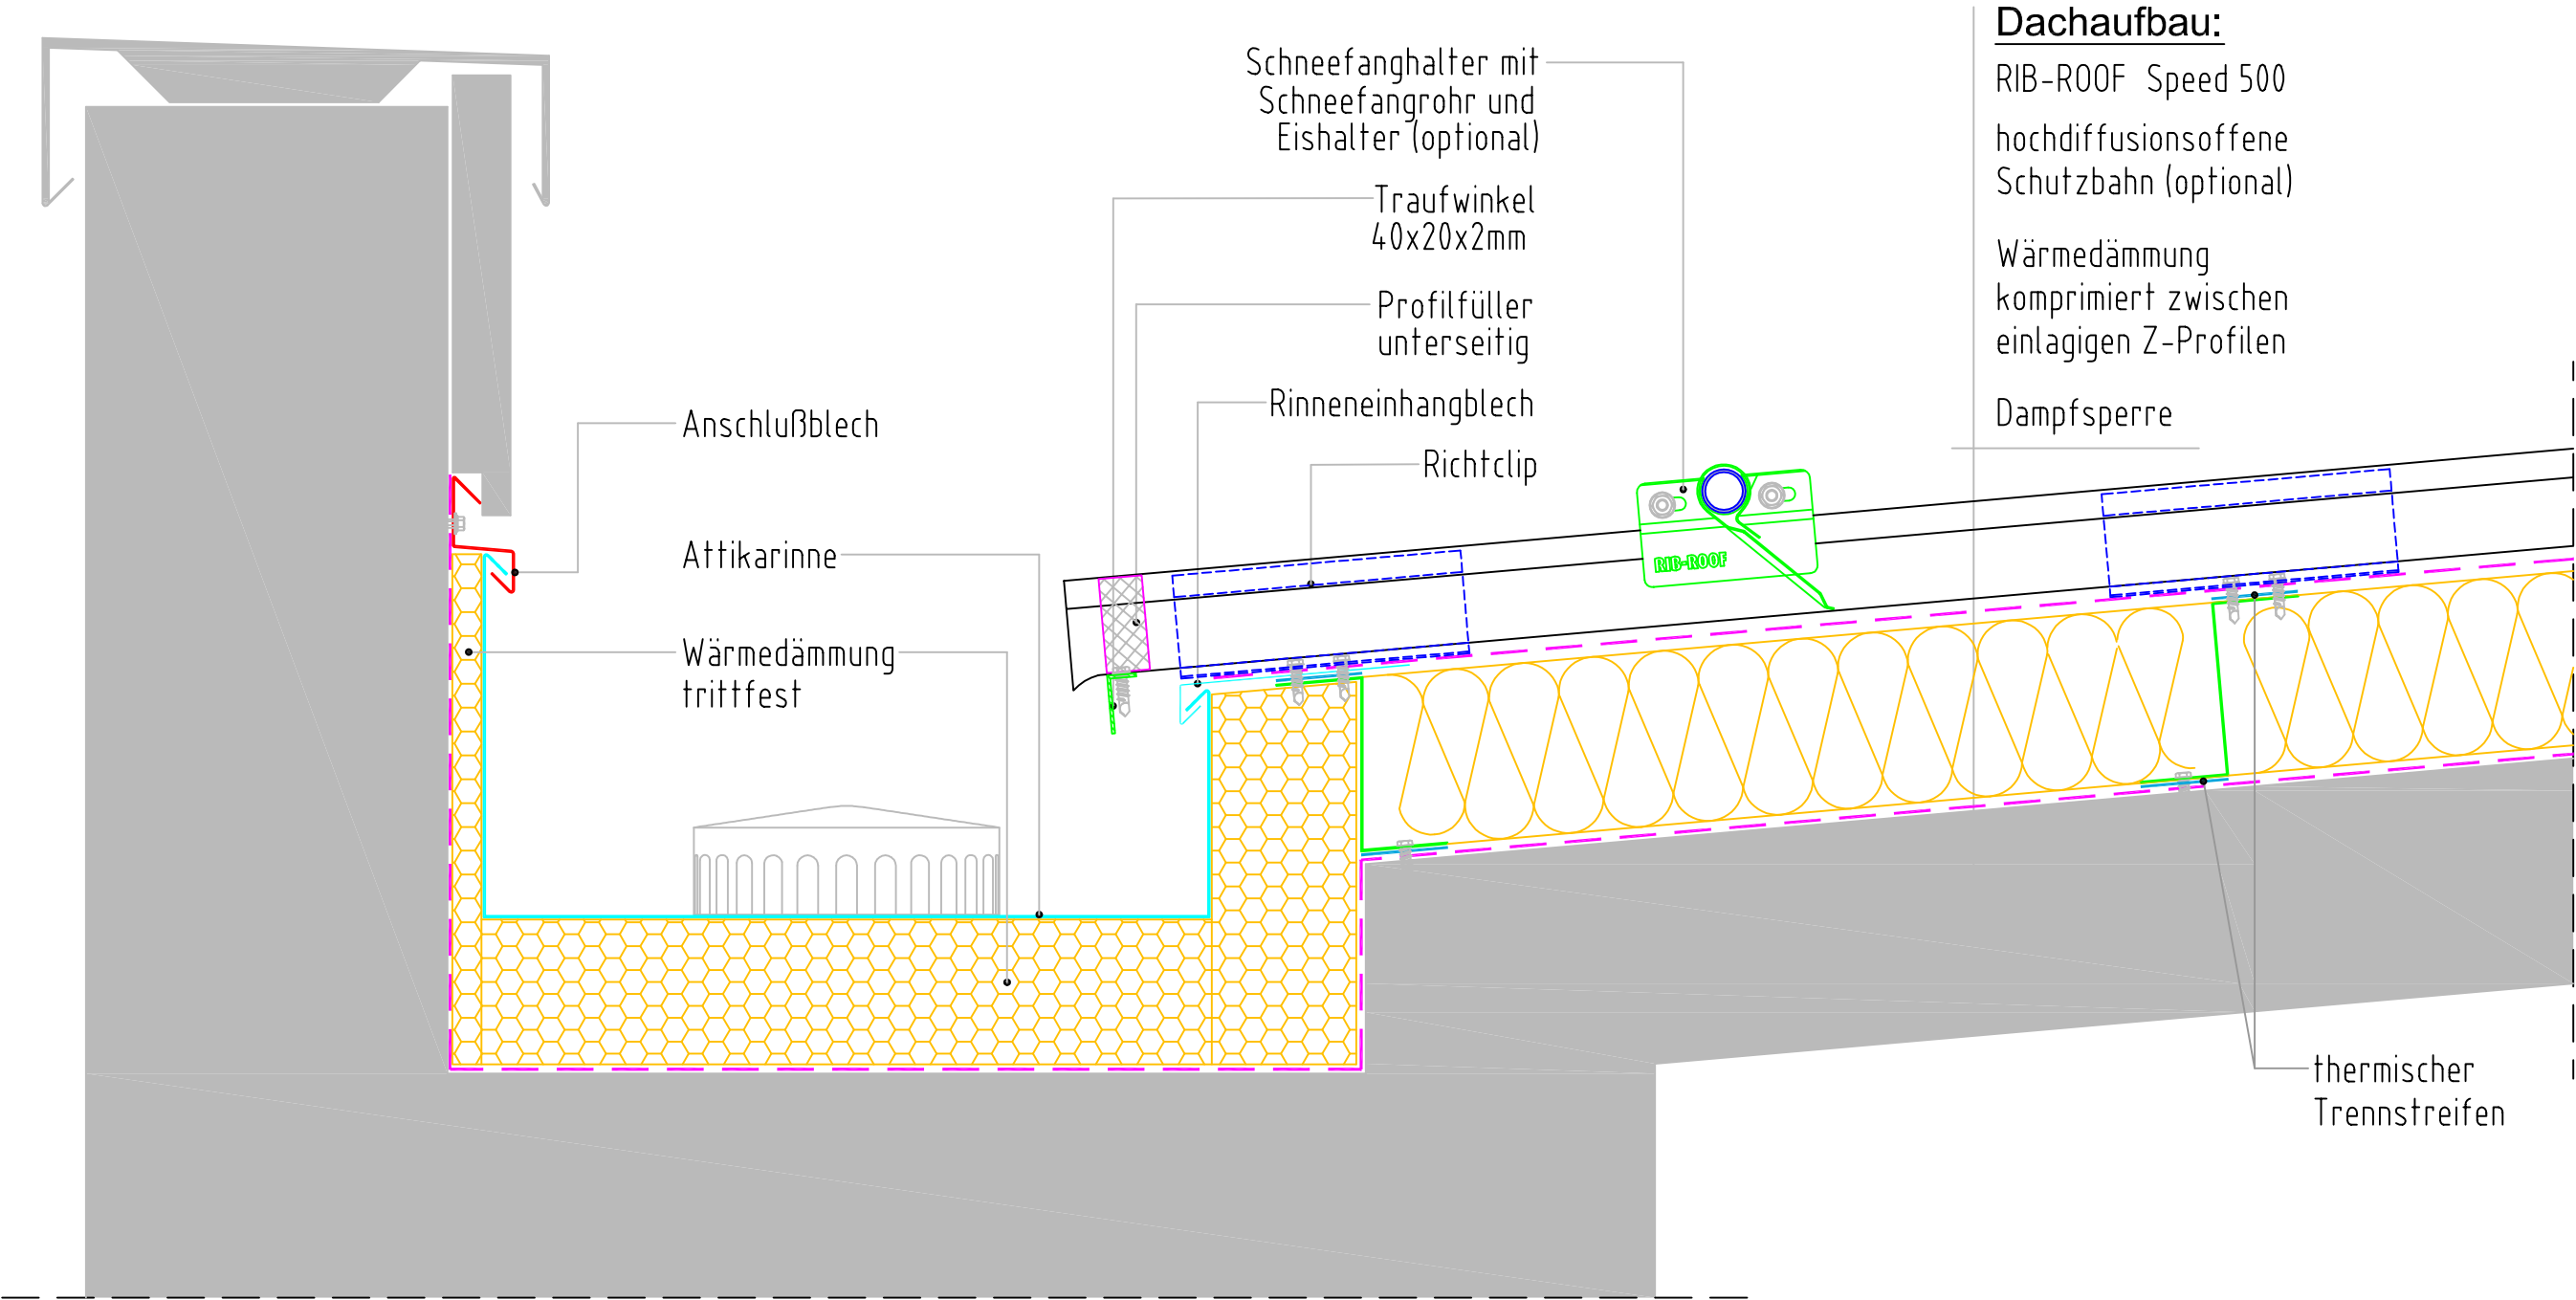 Dachaufbau:
RIB-ROOF Speed 500
hochdiffusionsoffene
Schutzbahn (optional)
Wärmedämmung
komprimiert zwischen
einlagigen Z-Profilen
Dampfsperre
Schneefanghalter mit
Schneefangrohr und
Eishalter (optional)
Traufwinkel
40x20x2mm
Profilfüller
unterseitig
Rinneneinhangblech
Richtclip
Anschlußblech
Attikarinne
Wärmedämmung
trittfest
RIB-ROOF
thermischer
Trennstreifen